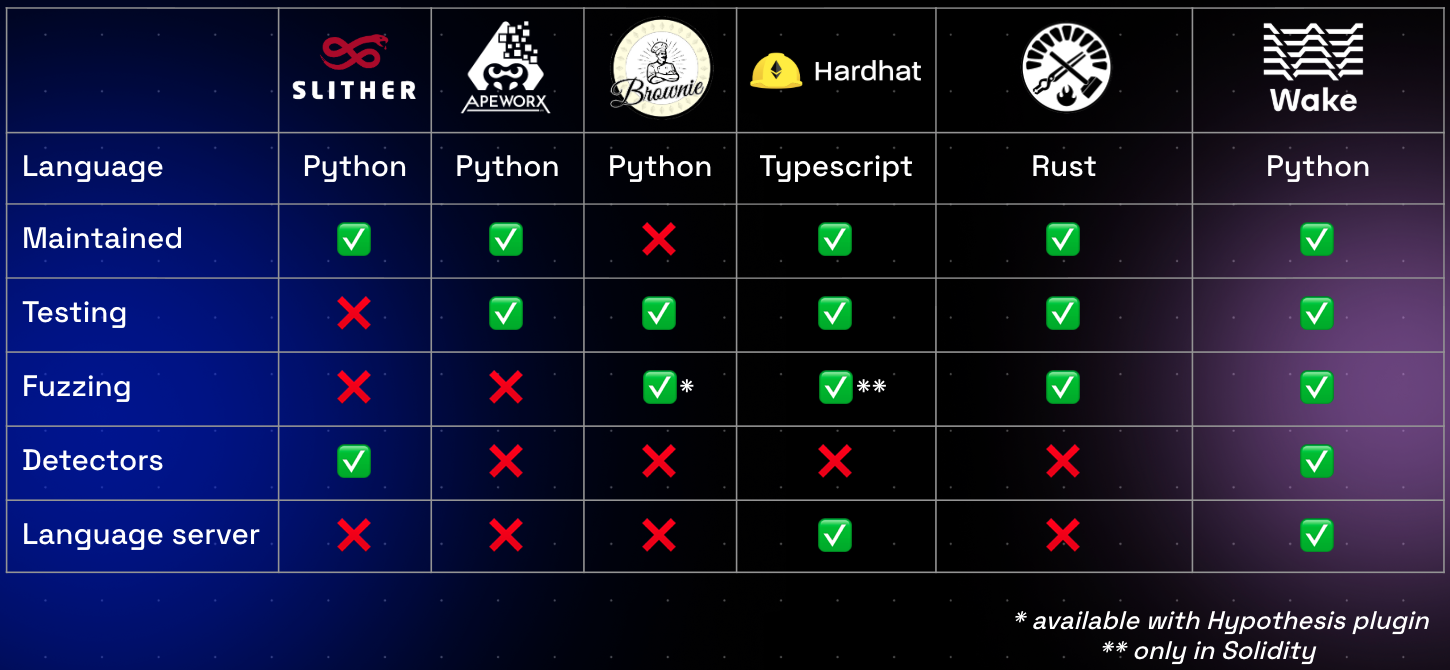 SLITHER
APEWORX
Brownie
Hardhat
Wake
Language Python Python Python Typescript Rust Python
Maintained ✅ ✅ ❌ ✅ ✅ ✅
Testing ❌ ✅ ✅ ✅ ✅ ✅
Fuzzing ❌ ❌ ✅* ✅** ✅ ✅
Detectors ✅ ❌ ❌ ❌ ❌ ✅
Language server ❌ ❌ ❌ ✅ ❌ ✅
* available with Hypothesis plugin
** only in Solidity